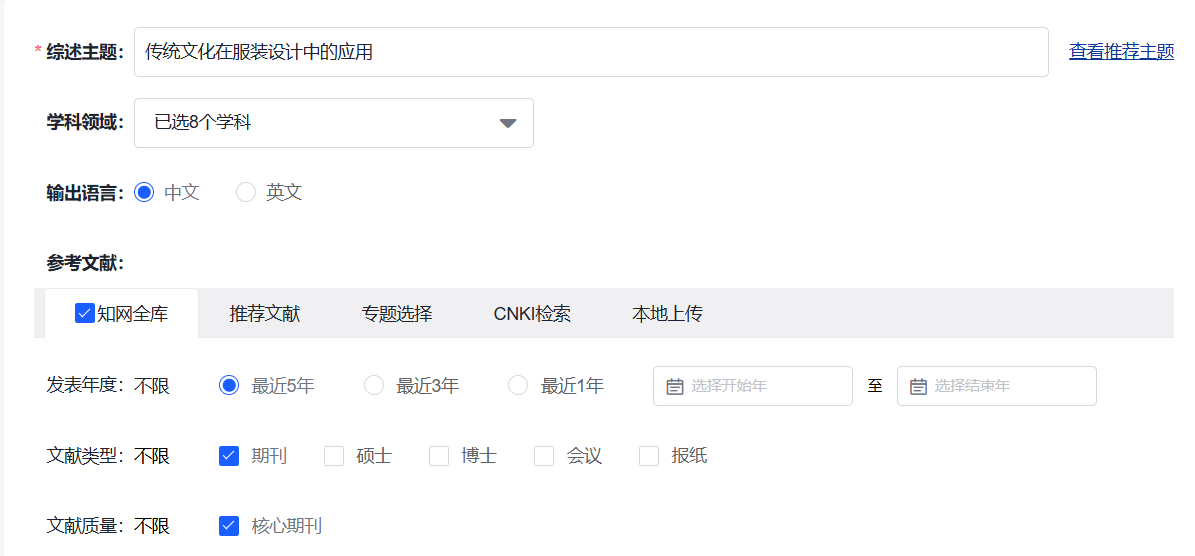 * 综述主题： 传统文化在服装设计中的应用 查看推荐主题
学科领域： 已选8个学科
输出语言： 中文 英文
参考文献：
知网全库 推荐文献 专题选择 CNKI检索 本地上传
发表年度： 不限 最近5年 最近3年 最近1年 选择开始年 至 选择结束年
文献类型： 不限 期刊 硕士 博士 会议 报纸
文献质量： 不限 核心期刊